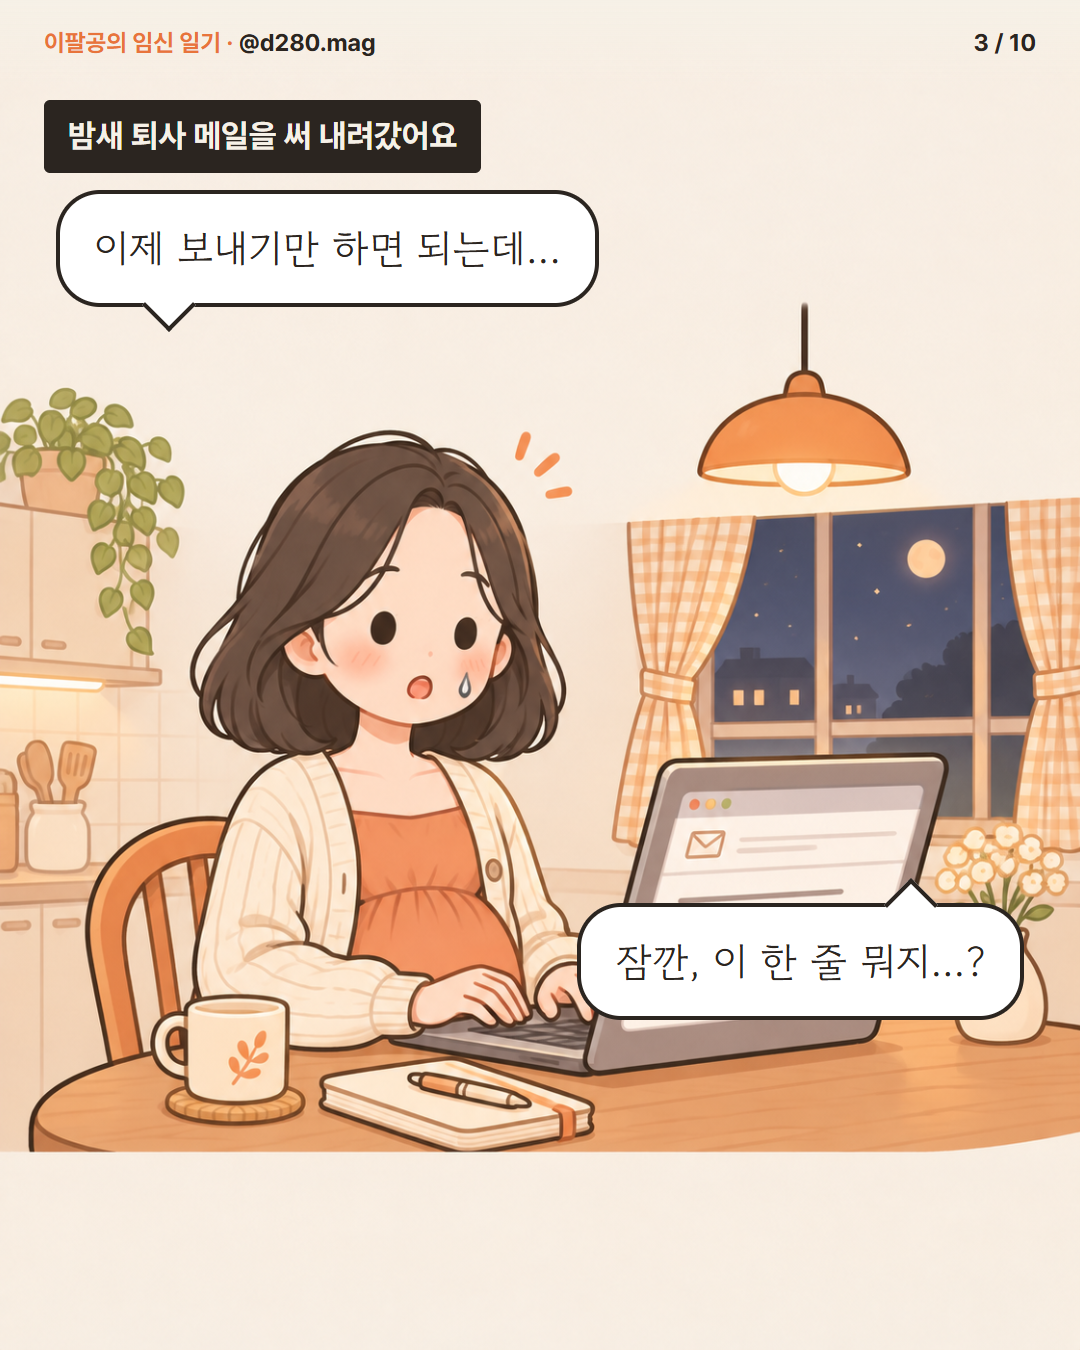 이팔공의 임신 일기 · @d280.mag
3 / 10
밤새 퇴사 메일을 써 내려갔어요
이제 보내기만 하면 되는데...
잠깐, 이 한 줄 뭐지...?